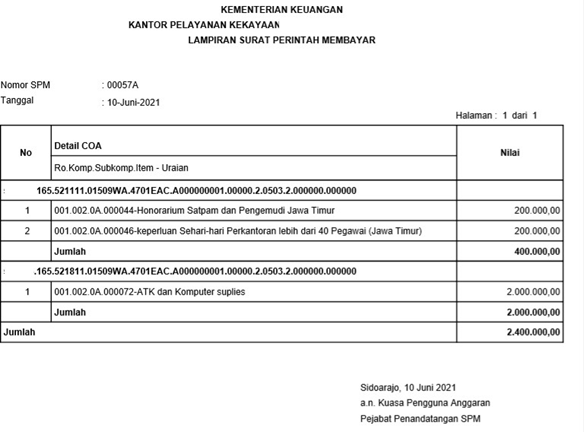 KEMENTERIAN KEUANGAN
KANTOR PELAYANAN KEKAYAAN
LAMPIRAN SURAT PERINTAH MEMBAYAR
Nomor SPM : 00057A
Tanggal : 10-Juni-2021
Halaman : 1 dari 1
No Detail COA Nilai
Ro.Komp.Subkomp.Item - Uraian
: 165.521111.01509WA.4701EAC.A000000001.00000.2.0503.2.000000.000000
1 001.002.0A.000044-Honorarium Satpam dan Pengemudi Jawa Timur 200.000,00
2 001.002.0A.000046-keperluan Sehari-hari Perkantoran lebih dari 40 Pegawai (Jawa Timur) 200.000,00
Jumlah 400.000,00
: .165.521811.01509WA.4701EAC.A000000001.00000.2.0503.2.000000.000000
1 001.002.0A.000072-ATK dan Komputer suplies 2.000.000,00
Jumlah 2.000.000,00
Jumlah 2.400.000,00
Sidoarajo, 10 Juni 2021
a.n. Kuasa Pengguna Anggaran
Pejabat Penandatangan SPM